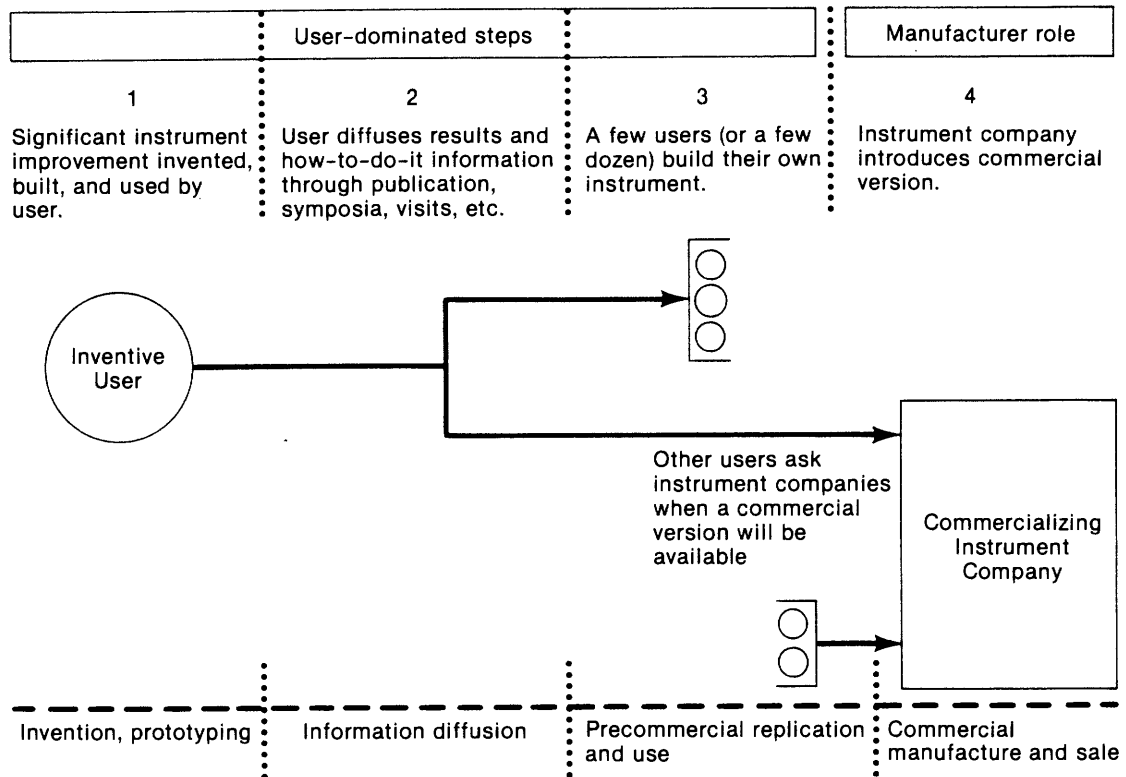 User-dominated steps
Manufacturer role
1
Significant instrument
improvement invented,
built, and used by
user.
2
User diffuses results and
how-to-do-it information
through publication,
symposia, visits, etc.
3
A few users (or a few
dozen) build their own
instrument.
4
Instrument company
introduces commercial
version.
Inventive
User
Other users ask
instrument companies
when a commercial
version will be
available
Commercializing
Instrument
Company
Invention, prototyping
Information diffusion
Precommercial replication
and use
Commercial
manufacture and sale